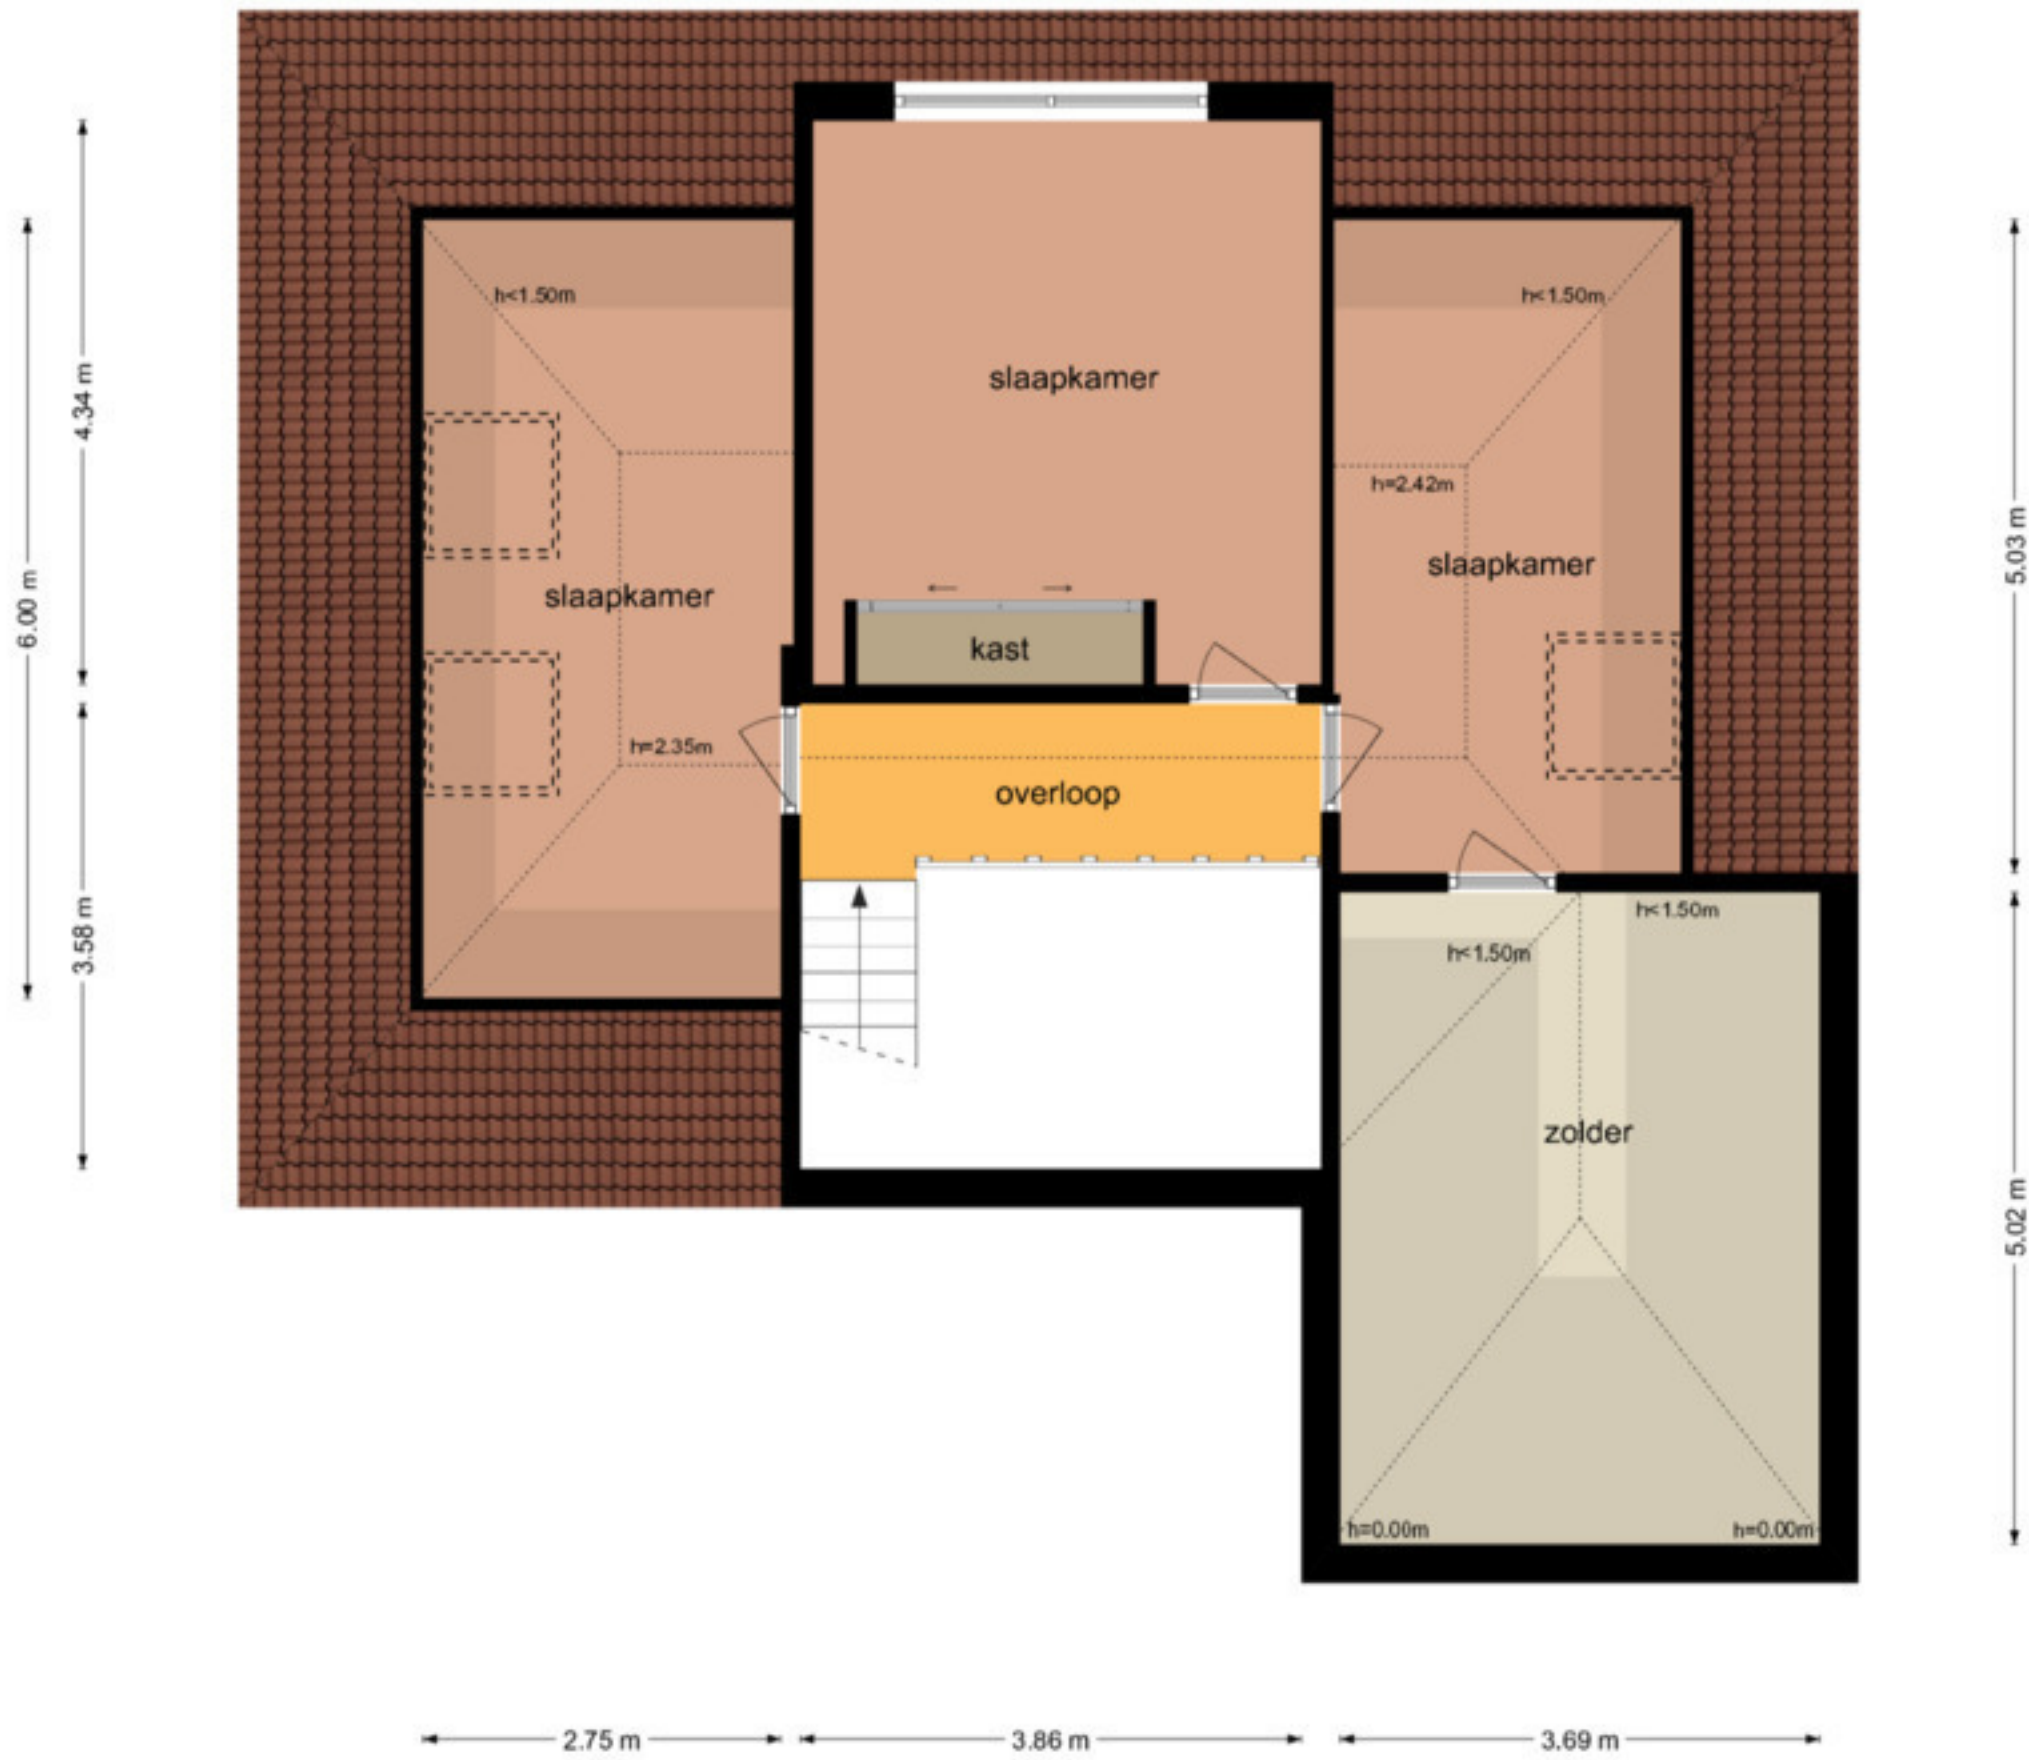 h<1.50m
h<1.50m
slaapkamer
4.34 m
h=2.42m
5.03 m
slaapkamer
6.00 m
slaapkamer
kast
h=2.35m
overloop
3.58 m
h<1.50m
h<1.50m
zolder
5.02 m
h=0.00m
h=0.00m
2.75 m
3.86 m
3.69 m